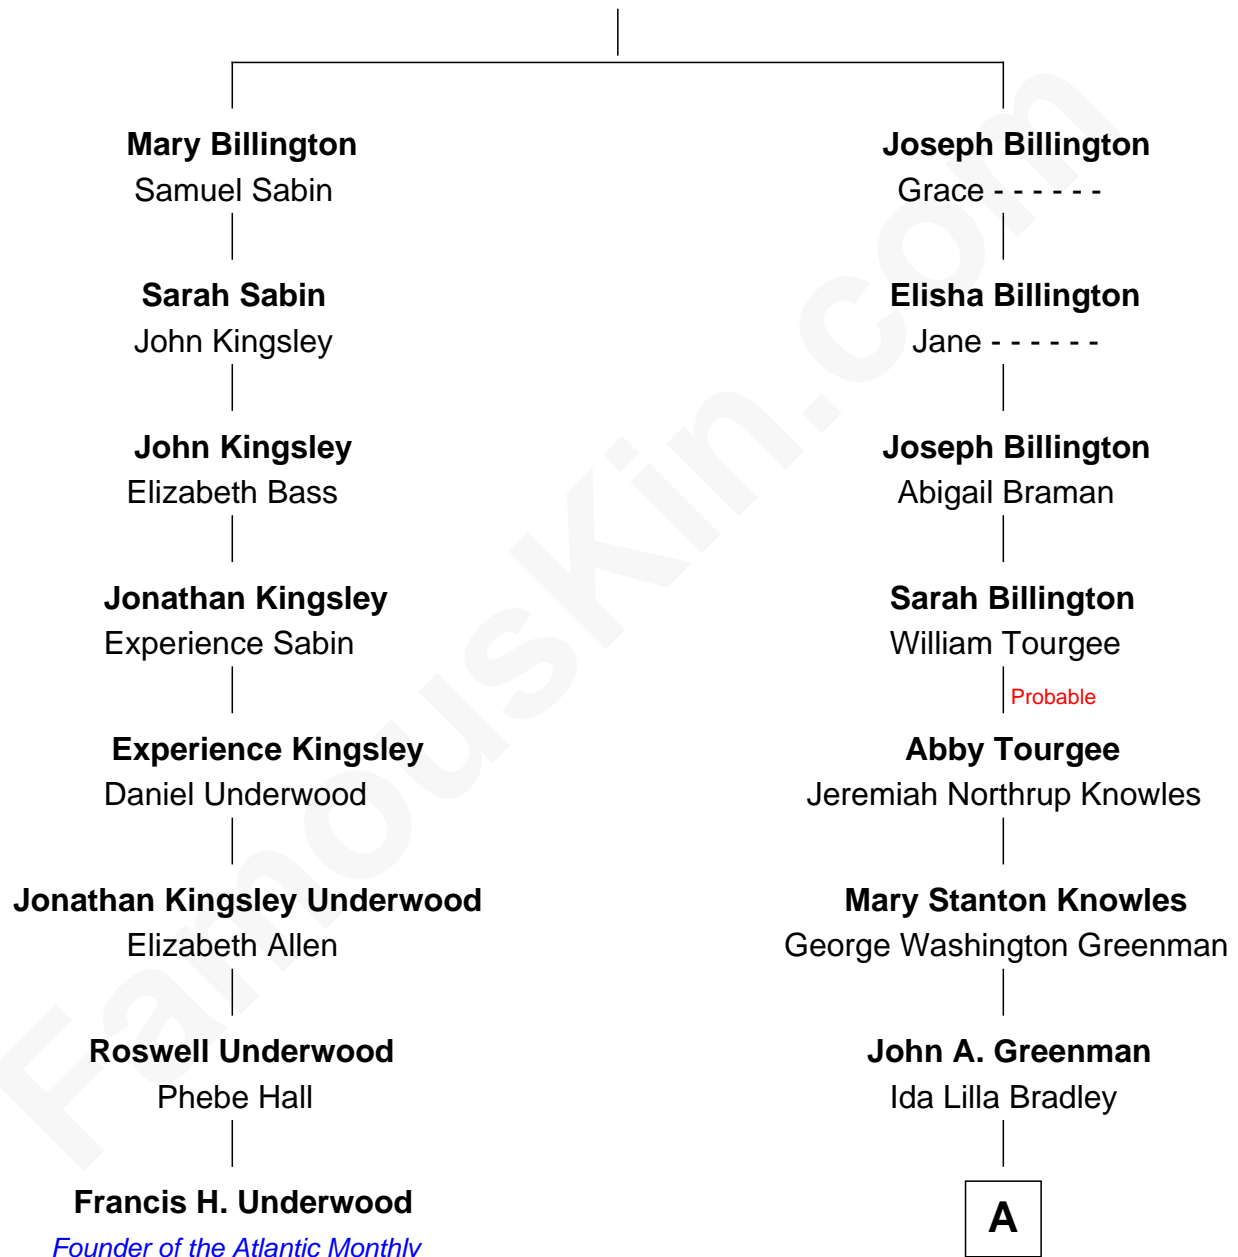 Mary Billington
Samuel Sabin
Sarah Sabin
John Kingsley
John Kingsley
Elizabeth Bass
Jonathan Kingsley
Experience Sabin
Experience Kingsley
Daniel Underwood
Jonathan Kingsley Underwood
Elizabeth Allen
Roswell Underwood
Phebe Hall
Francis H. Underwood
Founder of the Atlantic Monthly
Joseph Billington
Grace - - - - - -
Elisha Billington
Jane - - - - - -
Joseph Billington
Abigail Braman
Sarah Billington
William Tourgee
Probable
Abby Tourgee
Jeremiah Northrup Knowles
Mary Stanton Knowles
George Washington Greenman
John A. Greenman
Ida Lilla Bradley
A
FamousKin.com